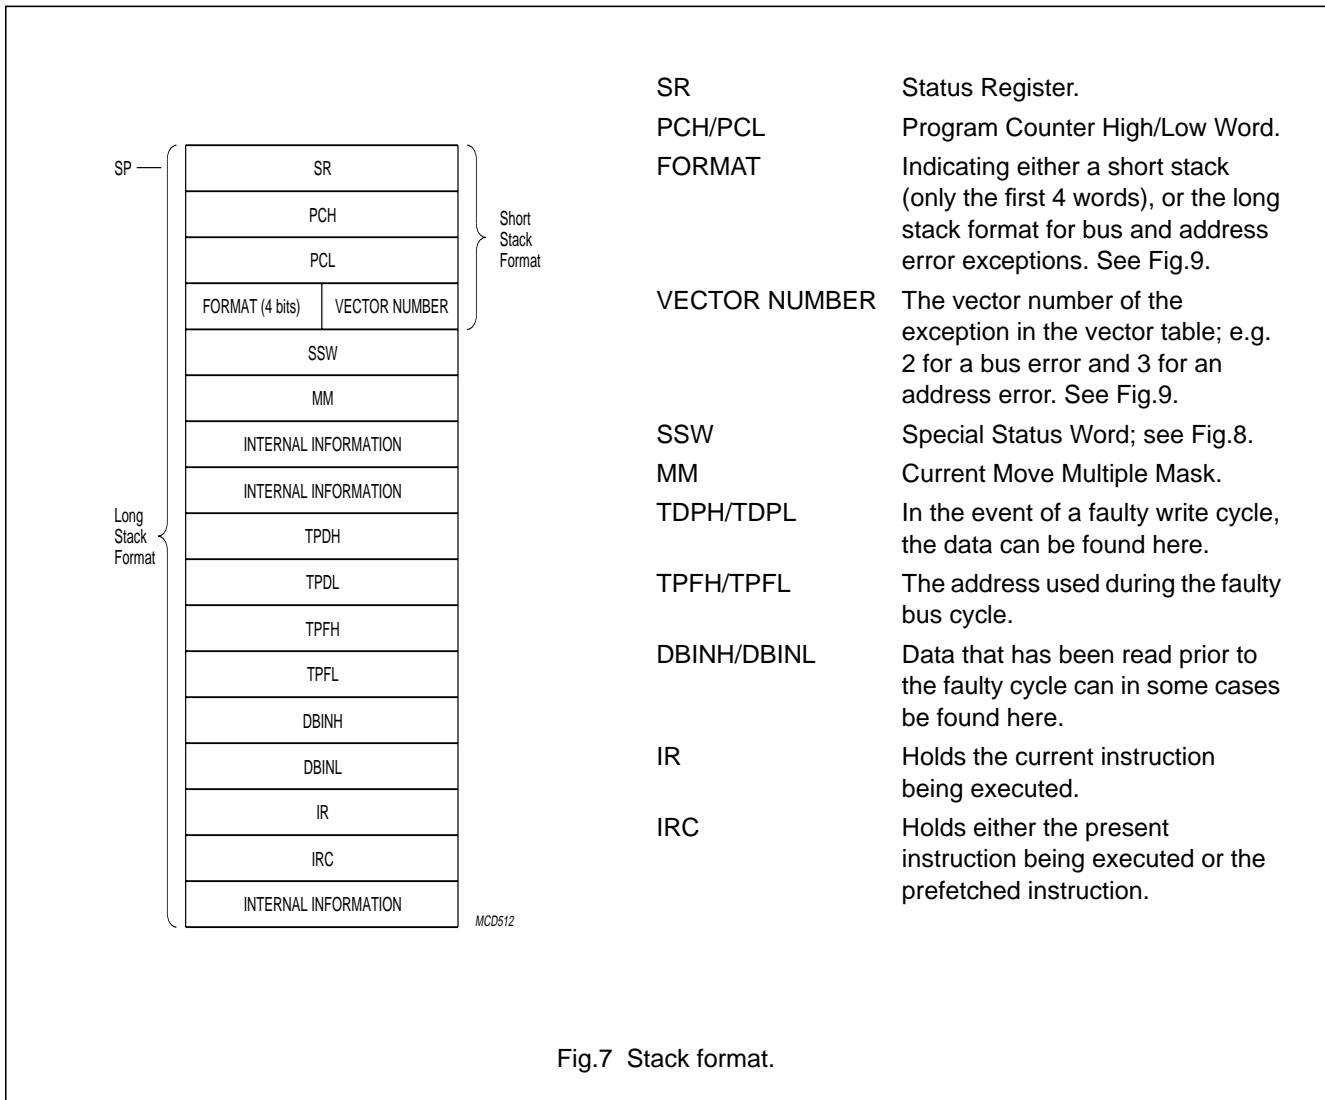 SP
SR
PCH
PCL
FORMAT (4 bits) VECTOR NUMBER
SSW
MM
INTERNAL INFORMATION
INTERNAL INFORMATION
TPDH
TPDL
TPFH
TPFL
DBINH
DBINL
IR
IRC
INTERNAL INFORMATION
Short
Stack
Format
Long
Stack
Format
MCD512
SR Status Register.
PCH/PCL Program Counter High/Low Word.
FORMAT Indicating either a short stack
(only the first 4 words), or the long
stack format for bus and address
error exceptions. See Fig.9.
VECTOR NUMBER The vector number of the
exception in the vector table; e.g.
2 for a bus error and 3 for an
address error. See Fig.9.
SSW Special Status Word; see Fig.8.
MM Current Move Multiple Mask.
TDPH/TDPL In the event of a faulty write cycle,
the data can be found here.
TPFH/TPFL The address used during the faulty
bus cycle.
DBINH/DBINL Data that has been read prior to
the faulty cycle can in some cases
be found here.
IR Holds the current instruction
being executed.
IRC Holds either the present
instruction being executed or the
prefetched instruction.
Fig.7 Stack format.